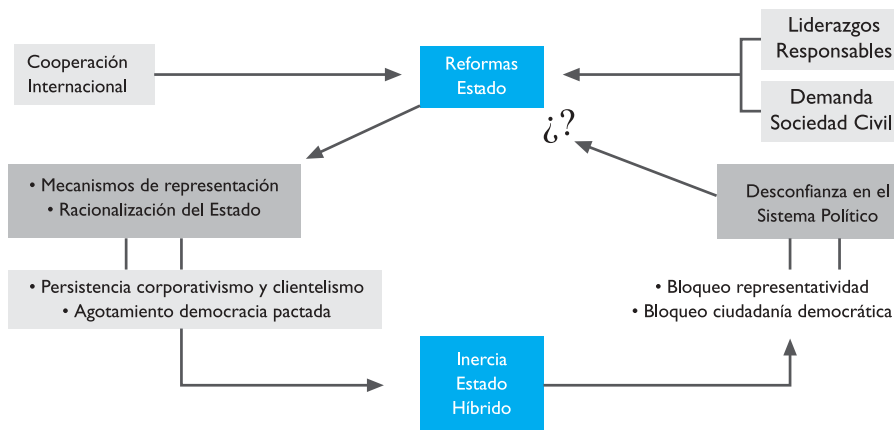 Cooperación
Internacional
Reformas
Estado
Liderazgos
Responsables
Demanda
Sociedad Civil
¿?
• Mecanismos de representación
• Racionalización del Estado
Desconfianza en el
Sistema Político
• Persistencia corporativismo y clientelismo
• Agotamiento democracia pactada
• Bloqueo representatividad
• Bloqueo ciudadanía democrática
Inercia
Estado
Híbrido